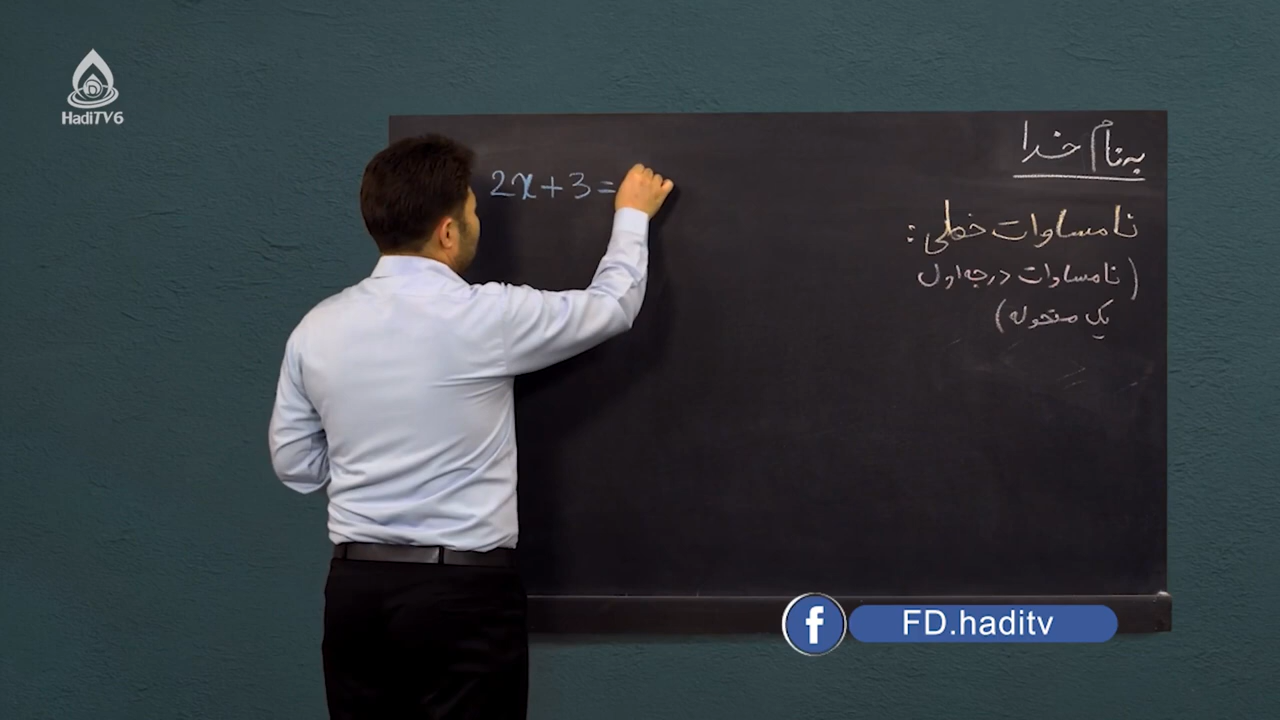 HadiTV6
به نام خدا
نامساوات خطی :
(نامساوات درجه اول
یک متحوله)
2x+3=
FD.haditv